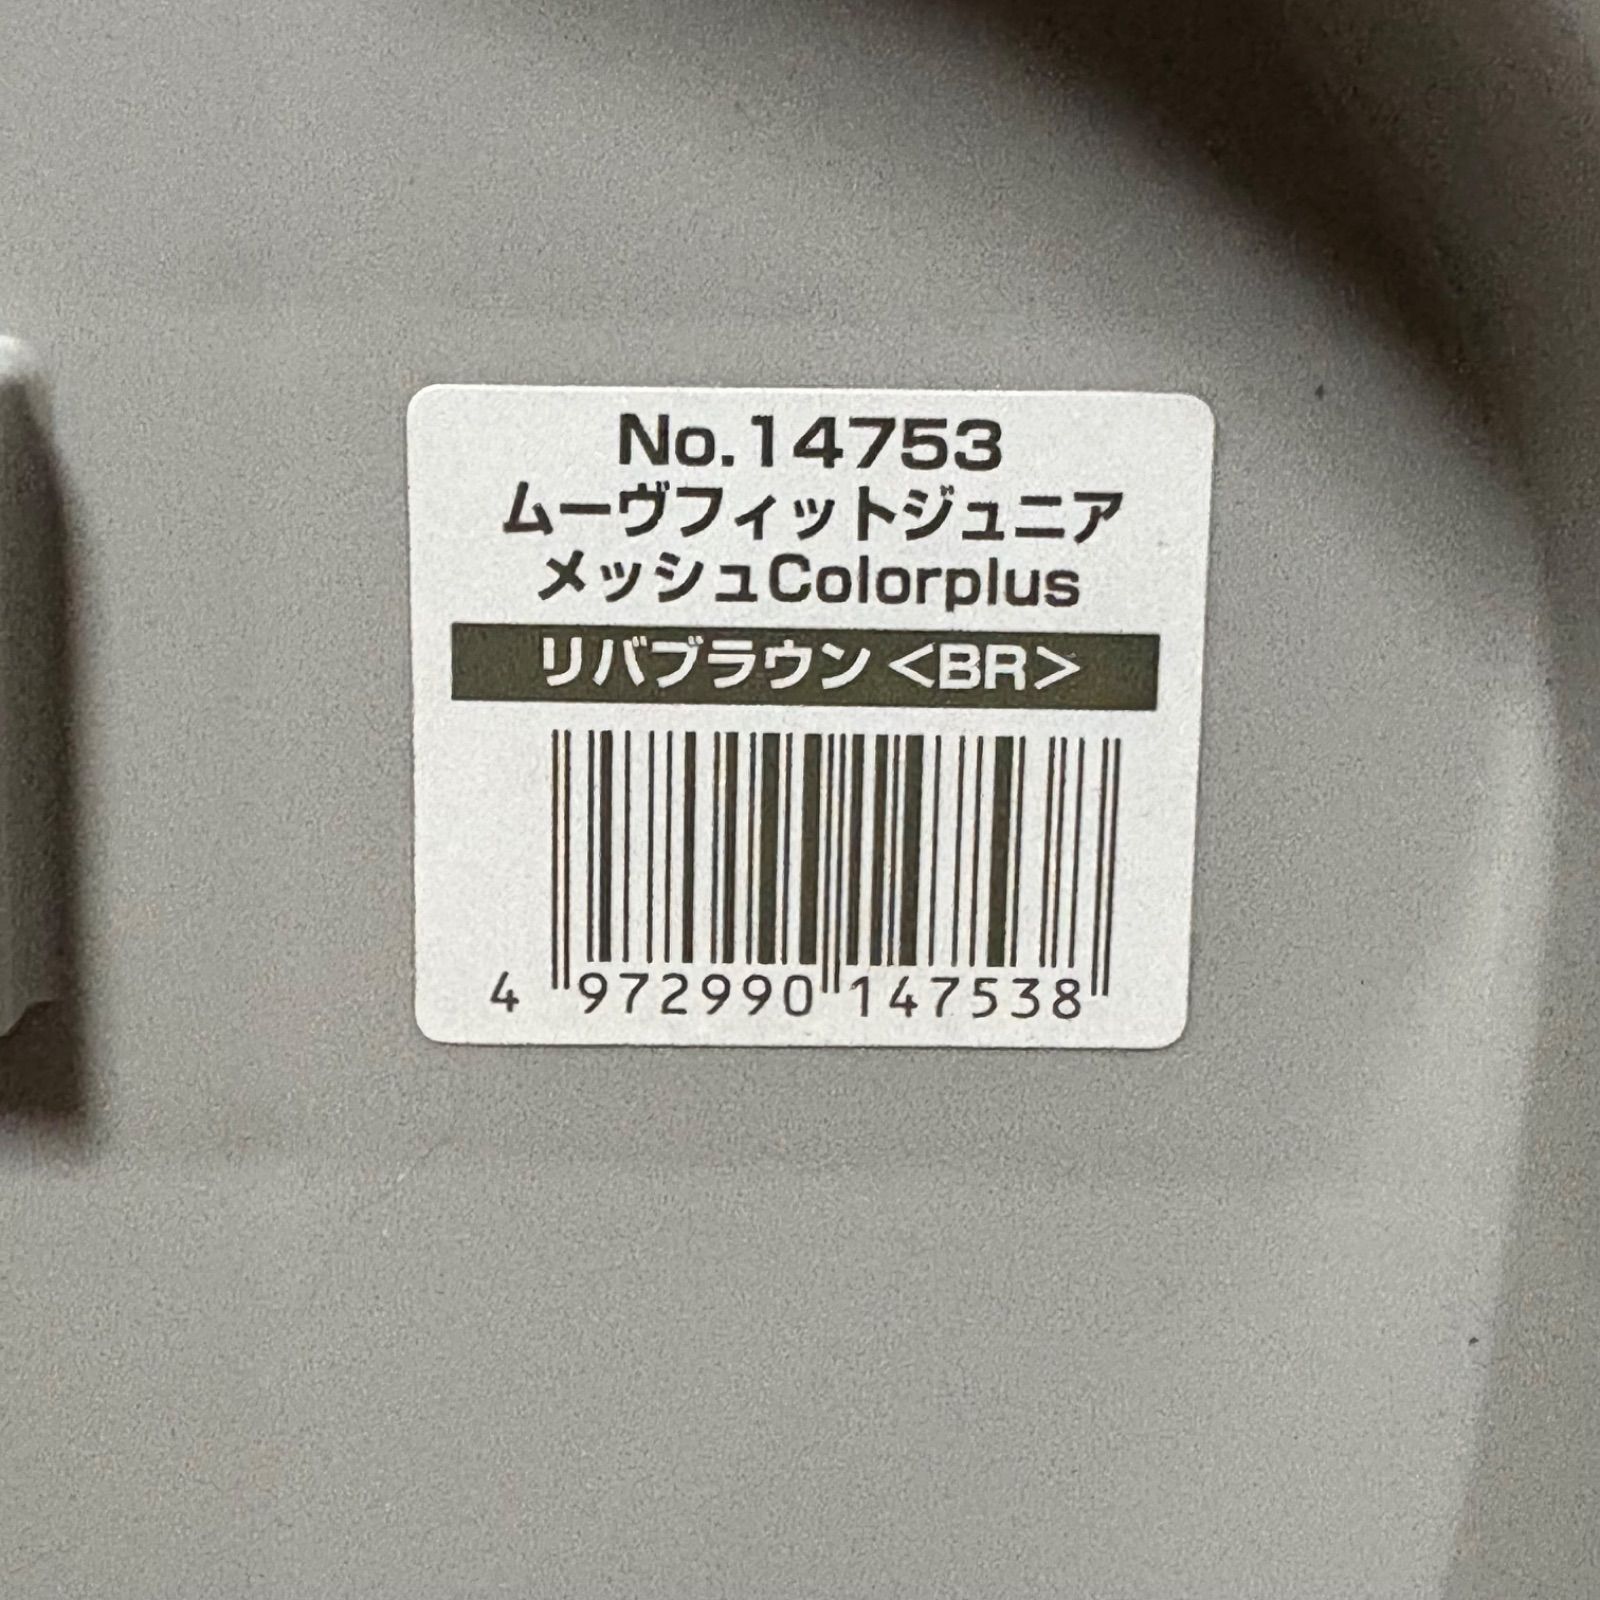 No.14753
ムーヴフィットジュニア
メッシュColorplus
リバブラウン<BR>
4 972990 147538